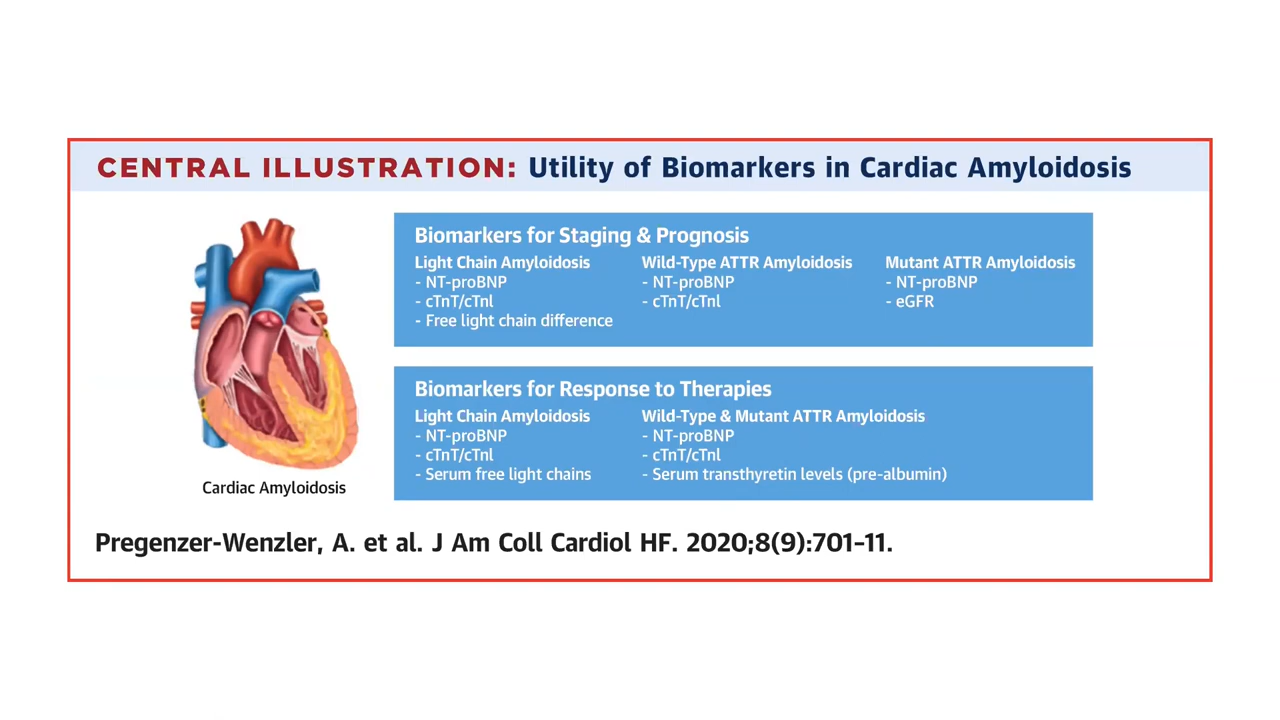 CENTRAL ILLUSTRATION: Utility of Biomarkers in Cardiac Amyloidosis
Biomarkers for Staging & Prognosis
Light Chain Amyloidosis
- NT-proBNP
- cTnT/cTnl
- Free light chain difference
Wild-Type ATTR Amyloidosis
- NT-proBNP
- cTnT/cTnl
Mutant ATTR Amyloidosis
- NT-proBNP
- eGFR
Biomarkers for Response to Therapies
Light Chain Amyloidosis
- NT-proBNP
- cTnT/cTnl
- Serum free light chains
Wild-Type & Mutant ATTR Amyloidosis
- NT-proBNP
- cTnT/cTnl
- Serum transthyretin levels (pre-albumin)
Cardiac Amyloidosis
Pregenzer-Wenzler, A. et al. J Am Coll Cardiol HF. 2020;8(9):701–11.